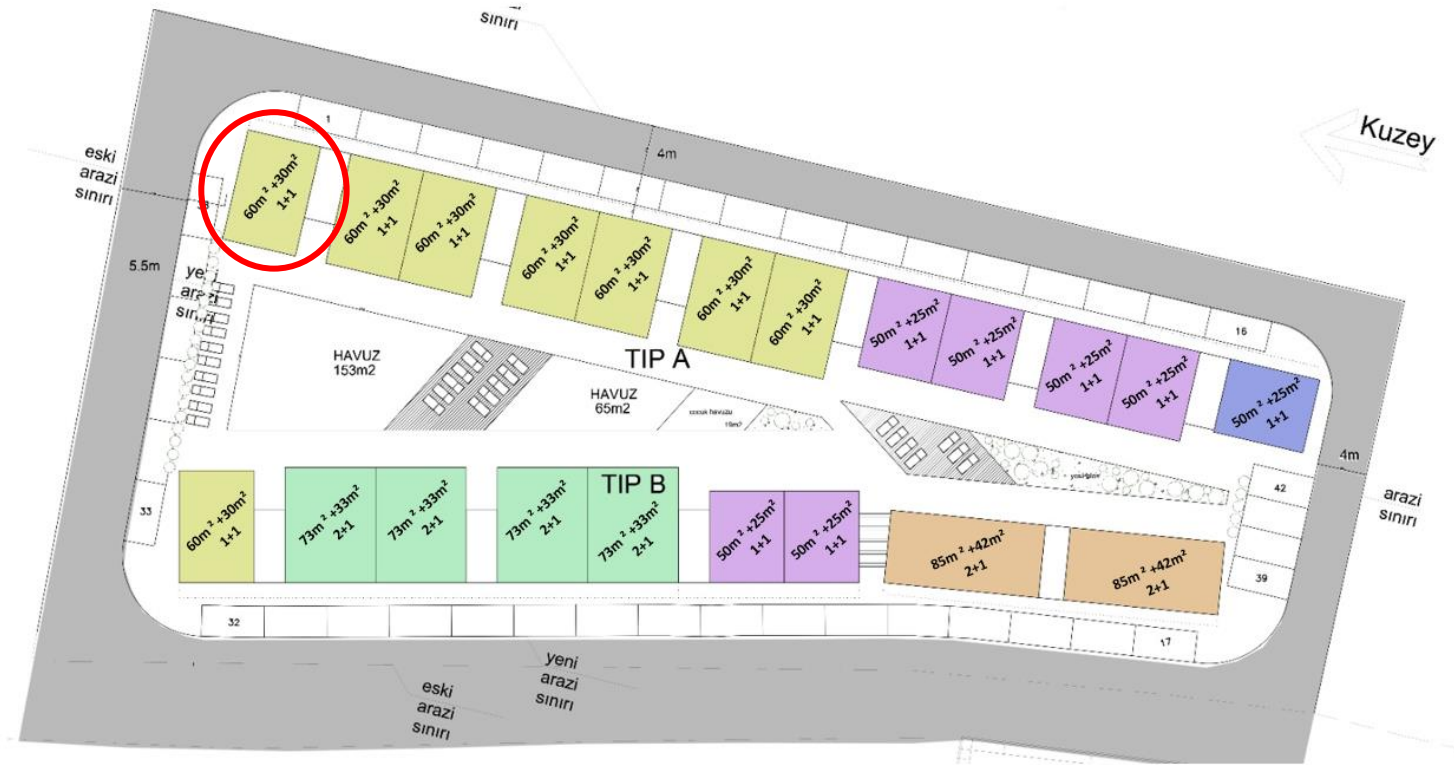 sınırı
Kuzey
4m
eski
arazi
sınırı
1
60m² +30m²
1+1
60m² +30m²
1+1
60m² +30m²
1+1
60m² +30m²
1+1
60m² +30m²
1+1
60m² +30m²
1+1
60m² +30m²
1+1
50m² +25m²
1+1
50m² +25m²
1+1
50m² +25m²
1+1
50m² +25m²
1+1
50m² +25m²
1+1
16
5.5m
arazi
HAVUZ
153m2
TIP A
HAVUZ
65m2
cocuk havuzu
4m
arazi
sınırı
42
39
33
TIP B
60m² +30m²
1+1
73m² +33m²
2+1
73m² +33m²
2+1
73m² +33m²
2+1
73m² +33m²
2+1
50m² +25m²
1+1
50m² +25m²
1+1
85m² +42m²
2+1
85m² +42m²
2+1
32
17
yeni
arazi
sınırı
eski
arazi
sınırı